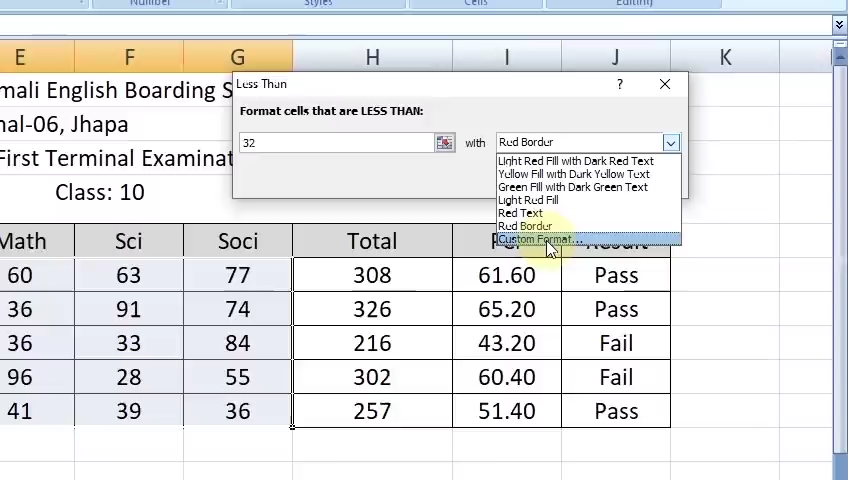 Number Styles Cells Editing
E F G H I J K
Less Than ?
Format cells that are LESS THAN:
32 with Red Border
Light Red Fill with Dark Red Text
Yellow Fill with Dark Yellow Text
Green Fill with Dark Green Text
Light Red Fill
Red Text
Red Border
Custom Format...
mali English Boarding S
nal-06, Jhapa
First Terminal Examinat
Class: 10
Math Sci Soci Total Result
60 63 77 308 61.60 Pass
36 91 74 326 65.20 Pass
36 33 84 216 43.20 Fail
96 28 55 302 60.40 Fail
41 39 36 257 51.40 Pass